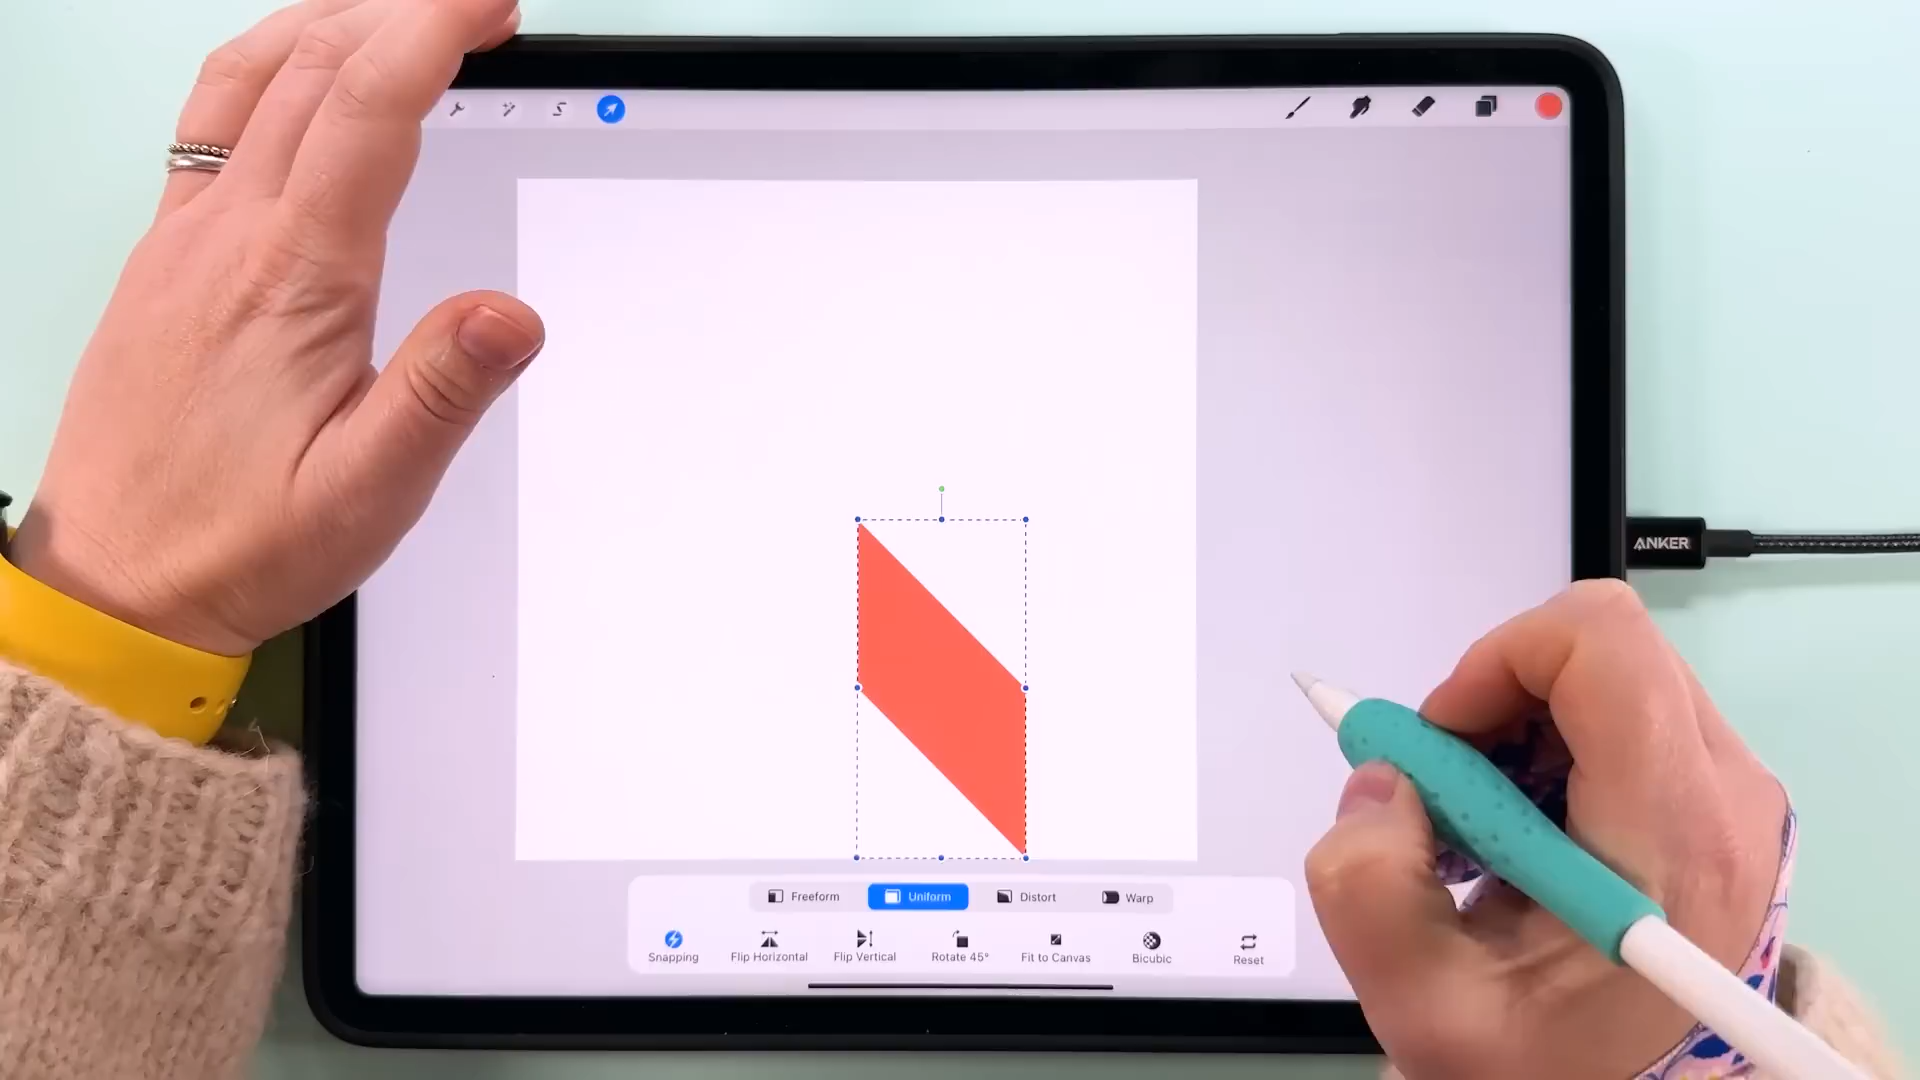 ANKER
Freeform Uniform Distort Warp
Snapping Flip Horizontal Flip Vertical Rotate 45° Fit to Canvas Bicubic Reset